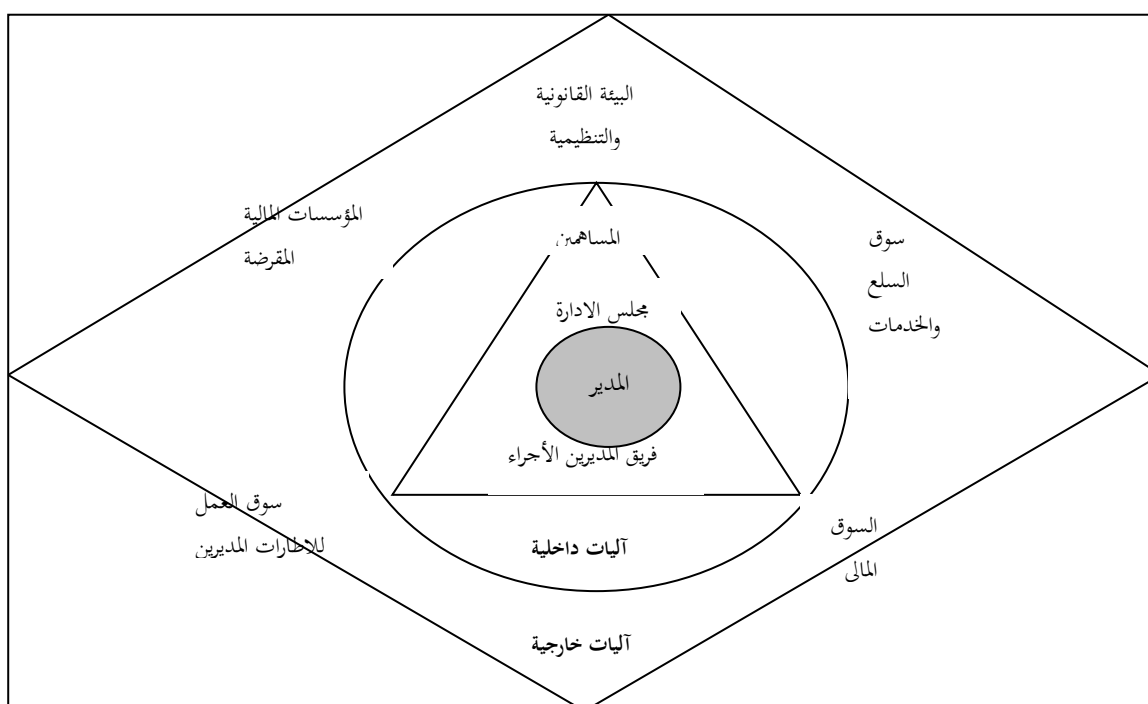 البيئة القانونية
والتنظيمية
المؤسسات المالية
المقرضة
سوق
السلع
والخدمات
المساهمين
مجلس الادارة
المدير
فريق المديرين الأجراء
سوق العمل
للاطارات المديرين
السوق
المالى
آليات داخلية
آليات خارجية